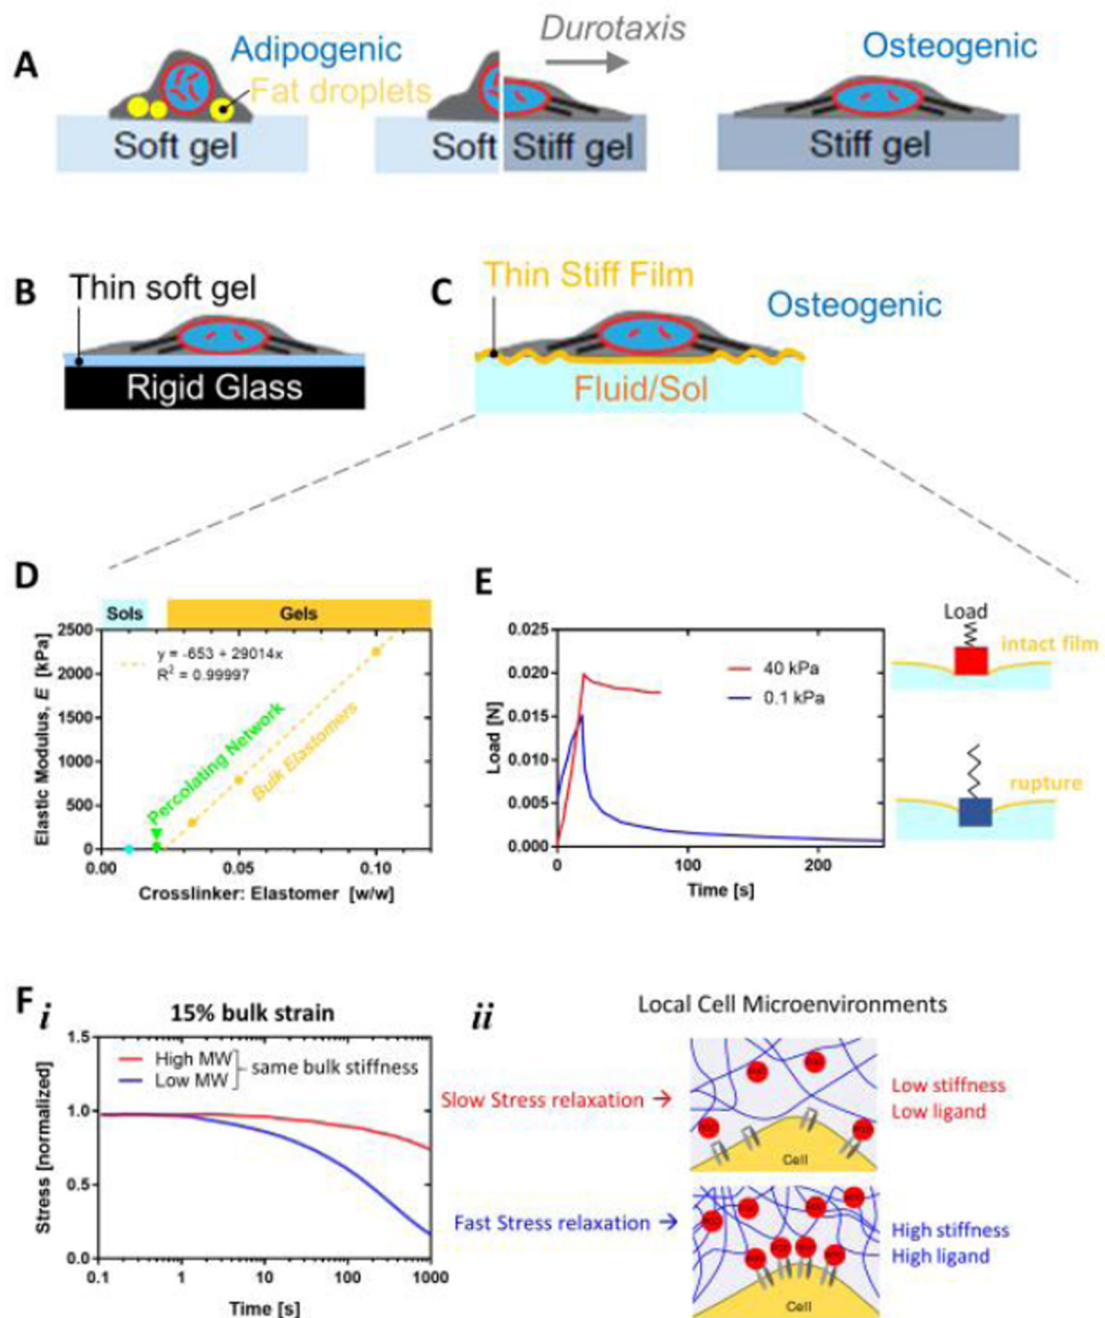 A
Adipogenic
Fat droplets
Soft gel
Durotaxis
Soft
Stiff gel
Osteogenic
Stiff gel
B
Thin soft gel
Rigid Glass
C
Thin Stiff Film
Osteogenic
Fluid/Sol
D
Sols
Gels
2500
2000
1500
1000
500
0
Elastic Modulus, E [kPa]
y = -653 + 29014x
R² = 0.99997
Percolating Network
Bulk Elastomers
0.00
0.05
0.10
Crosslinker: Elastomer [w/w]
E
0.025
0.020
0.015
0.010
0.005
0.000
Load [N]
40 kPa
0.1 kPa
0
100
200
Time [s]
Load
intact film
rupture
F
i
15% bulk strain
1.5
1.0
0.5
0.0
Stress [normalized]
High MW
Low MW
same bulk stiffness
0.1
1
10
100
1000
Time [s]
ii
Local Cell Microenvironments
Slow Stress relaxation →
Low stiffness
Low ligand
Cell
Fast Stress relaxation →
High stiffness
High ligand
Cell